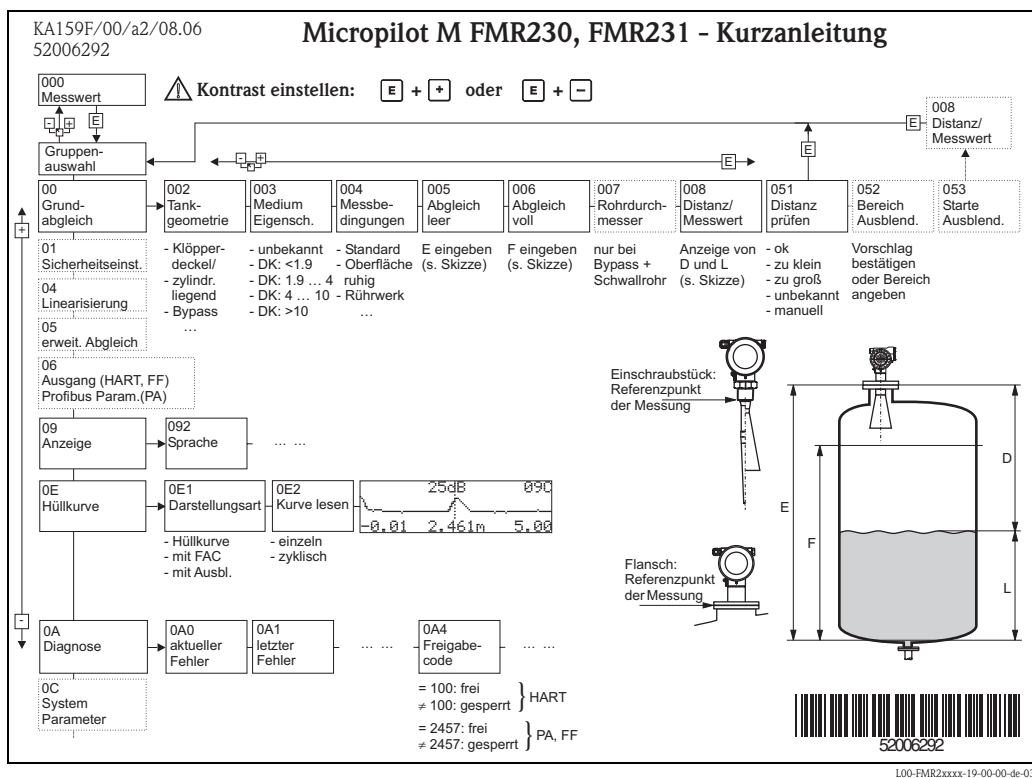 KA159F/00/a2/08.06
52006292
Micropilot M FMR230, FMR231 - Kurzanleitung
000
Messwert
Kontrast einstellen: E + + oder E + −
- +
E
008
Distanz/
Messwert
E
Gruppen-
auswahl
- +
E
E
00
Grund-
abgleich
002
Tank-
geometrie
003
Medium
Eigensch.
004
Messbe-
dingungen
005
Abgleich
leer
006
Abgleich
voll
007
Rohrdurch-
messer
008
Distanz/
Messwert
051
Distanz
prüfen
052
Bereich
Ausblend.
053
Starte
Ausblend.
+
- Klöpper-
deckel/
- zylindr.
liegend
- Bypass
...
- unbekannt
- DK: <1.9
- DK: 1.9 ... 4
- DK: 4 ... 10
- DK: >10
- Standard
- Oberfläche
ruhig
- Rührwerk
...
E eingeben
(s. Skizze)
F eingeben
(s. Skizze)
nur bei
Bypass +
Schwallrohr
Anzeige von
D und L
(s. Skizze)
- ok
- zu klein
- zu groß
- unbekannt
- manuell
Vorschlag
bestätigen
oder Bereich
angeben
01
Sicherheitseinst.
04
Linearisierung
05
erweit. Abgleich
06
Ausgang (HART, FF)
Profibus Param.(PA)
09
Anzeige
092
Sprache
... ...
0E
Hüllkurve
0E1
Darstellungsart
0E2
Kurve lesen
25dB 09C
-0.01 2.461m 5.00
- Hüllkurve
- mit FAC
- mit Ausbl.
- einzeln
- zyklisch
Einschraubstück:
Referenzpunkt
der Messung
Flansch:
Referenzpunkt
der Messung
E
F
D
L
-
0A
Diagnose
0A0
aktueller
Fehler
0A1
letzter
Fehler
... ...
0A4
Freigabe-
code
... ...
= 100: frei
≠ 100: gesperrt } HART
= 2457: frei
≠ 2457: gesperrt } PA, FF
0C
System
Parameter
52006292
L00-FMR2xxxx-19-00-00-de-07